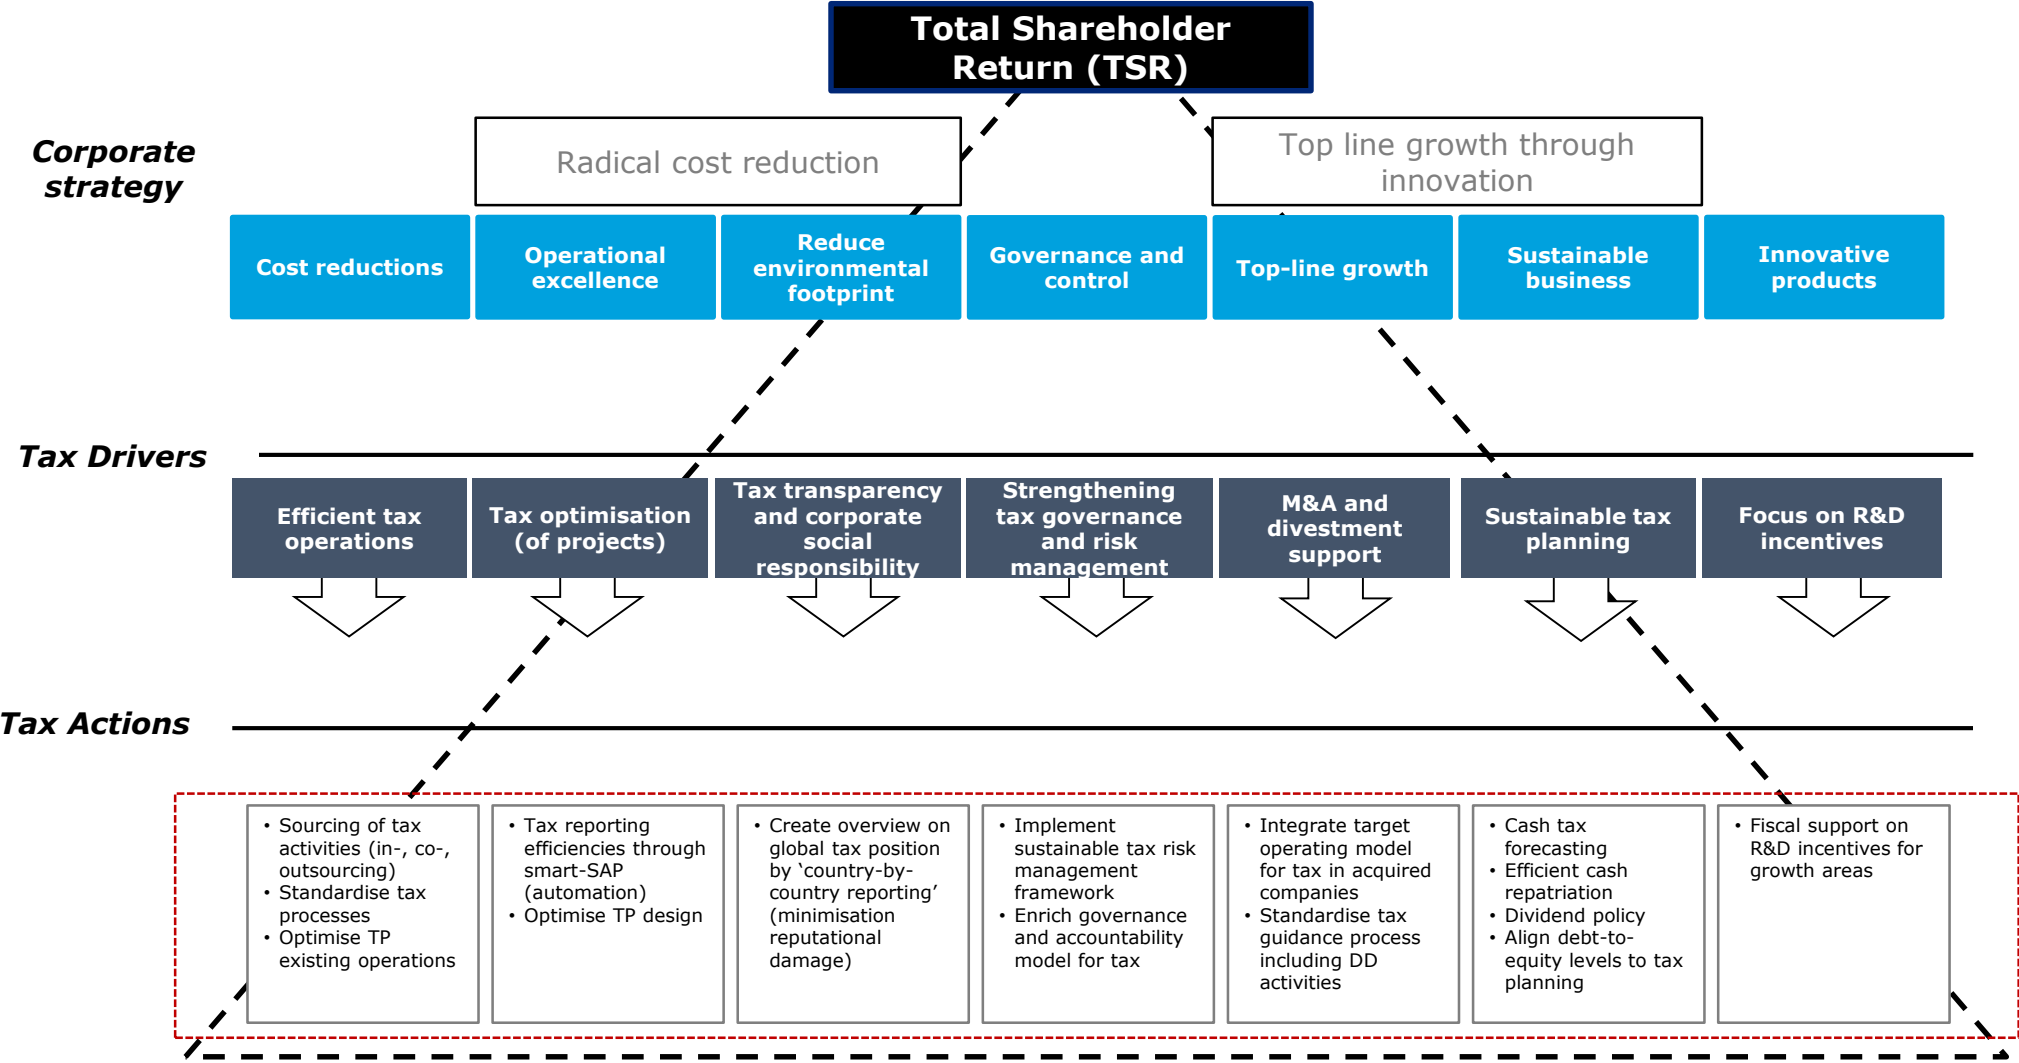 Total Shareholder
Return (TSR)
Corporate
strategy
Radical cost reduction
Top line growth through
innovation
Cost reductions
Operational
excellence
Reduce
environmental
footprint
Governance and
control
Top-line growth
Sustainable
business
Innovative
products
Tax Drivers
Efficient tax
operations
Tax optimisation
(of projects)
Tax transparency
and corporate
social
responsibility
Strengthening
tax governance
and risk
management
M&A and
divestment
support
Sustainable tax
planning
Focus on R&D
incentives
Tax Actions
• Sourcing of tax
activities (in-, co-,
outsourcing)
• Standardise tax
processes
• Optimise TP
existing operations
• Tax reporting
efficiencies through
smart-SAP
(automation)
• Optimise TP design
• Create overview on
global tax position
by ‘country-by-
country reporting’
(minimisation
reputational
damage)
• Implement
sustainable tax risk
management
framework
• Enrich governance
and accountability
model for tax
• Integrate target
operating model
for tax in acquired
companies
• Standardise tax
guidance process
including DD
activities
• Cash tax
forecasting
• Efficient cash
repatriation
• Dividend policy
• Align debt-to-
equity levels to tax
planning
• Fiscal support on
R&D incentives for
growth areas